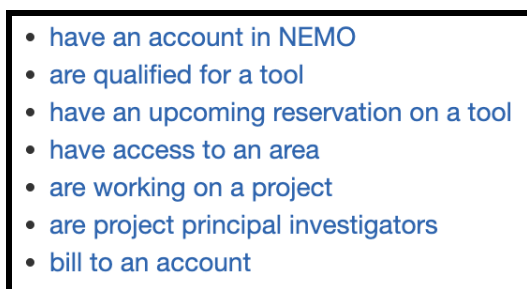 • have an account in NEMO
• are qualified for a tool
• have an upcoming reservation on a tool
• have access to an area
• are working on a project
• are project principal investigators
• bill to an account